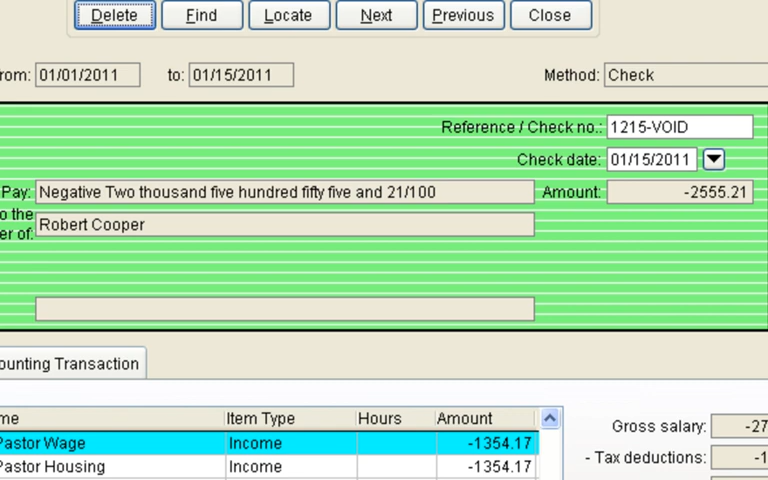 Delete Find Locate Next Previous Close
rom: 01/01/2011 to: 01/15/2011 Method: Check
Reference / Check no.: 1215-VOID
Check date: 01/15/2011
Pay: Negative Two thousand five hundred fifty five and 21/100 Amount: -2555.21
o the
er of: Robert Cooper
ounting Transaction
me Item Type Hours Amount
Pastor Wage Income -1354.17
Pastor Housing Income -1354.17
Gross salary: -27
- Tax deductions: -1